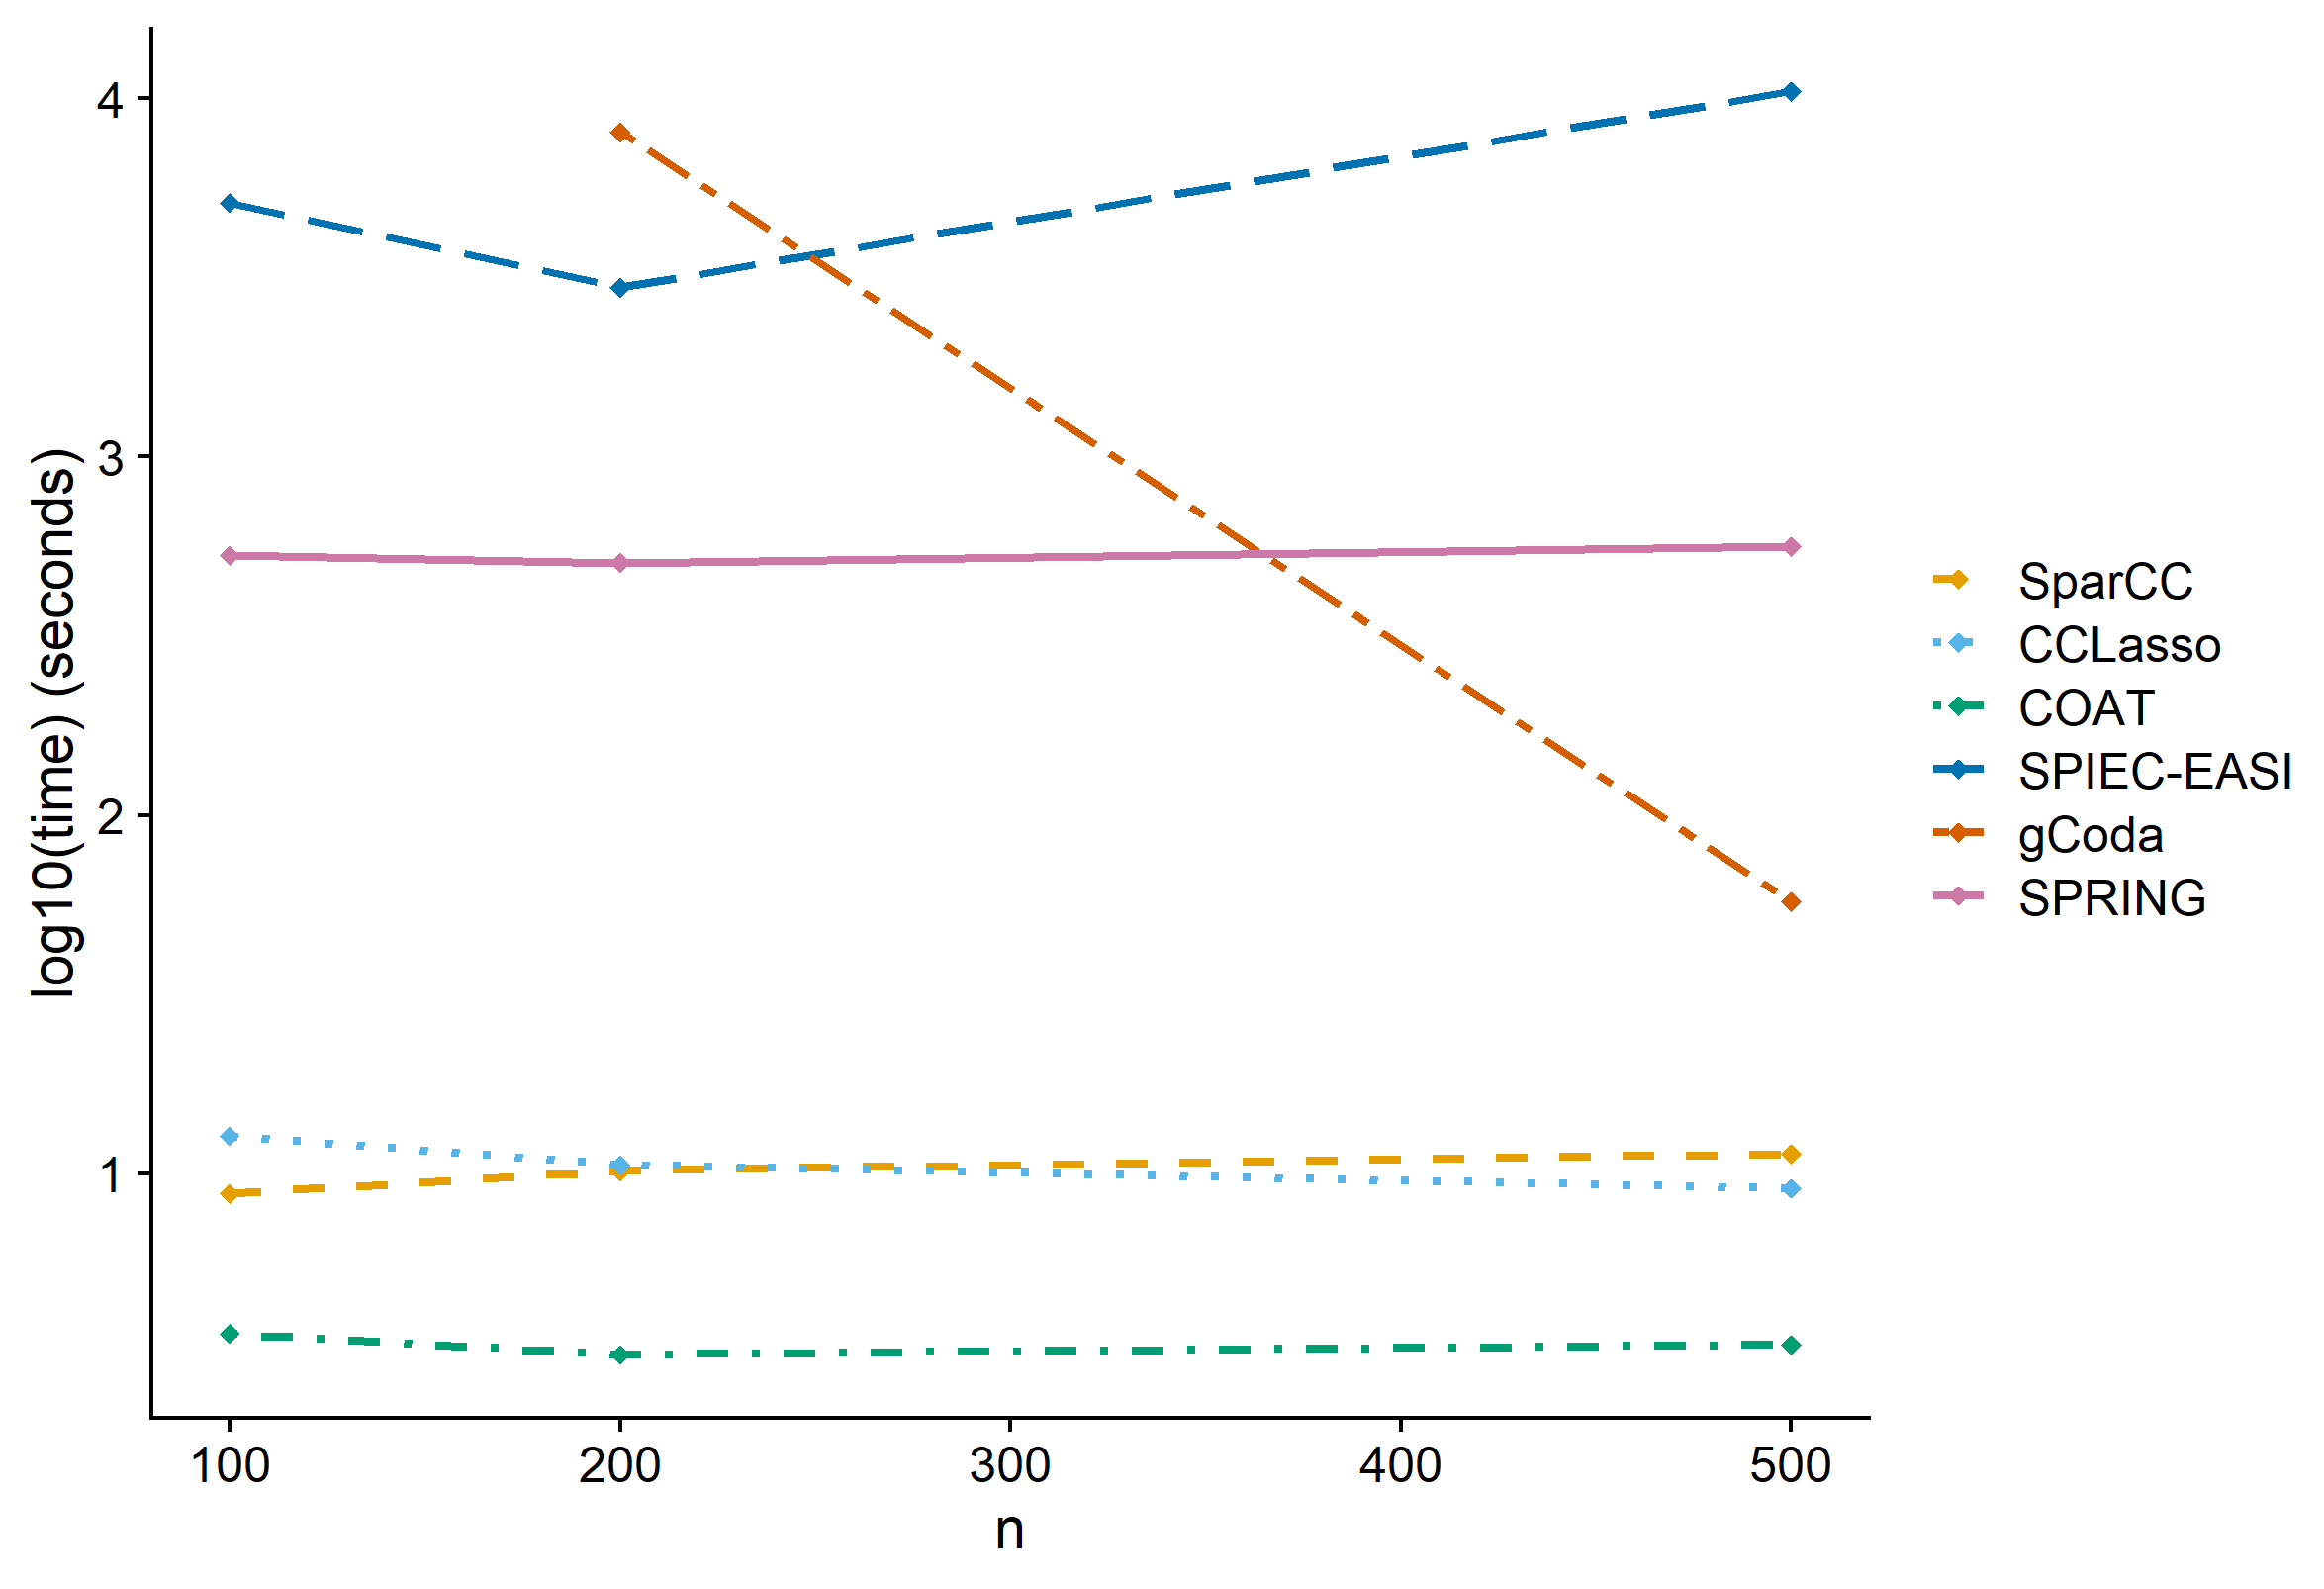 4
3
2
1
log10(time) (seconds)
100 200 300 400 500
n
SparCC
CCLasso
COAT
SPIEC-EASI
gCoda
SPRING